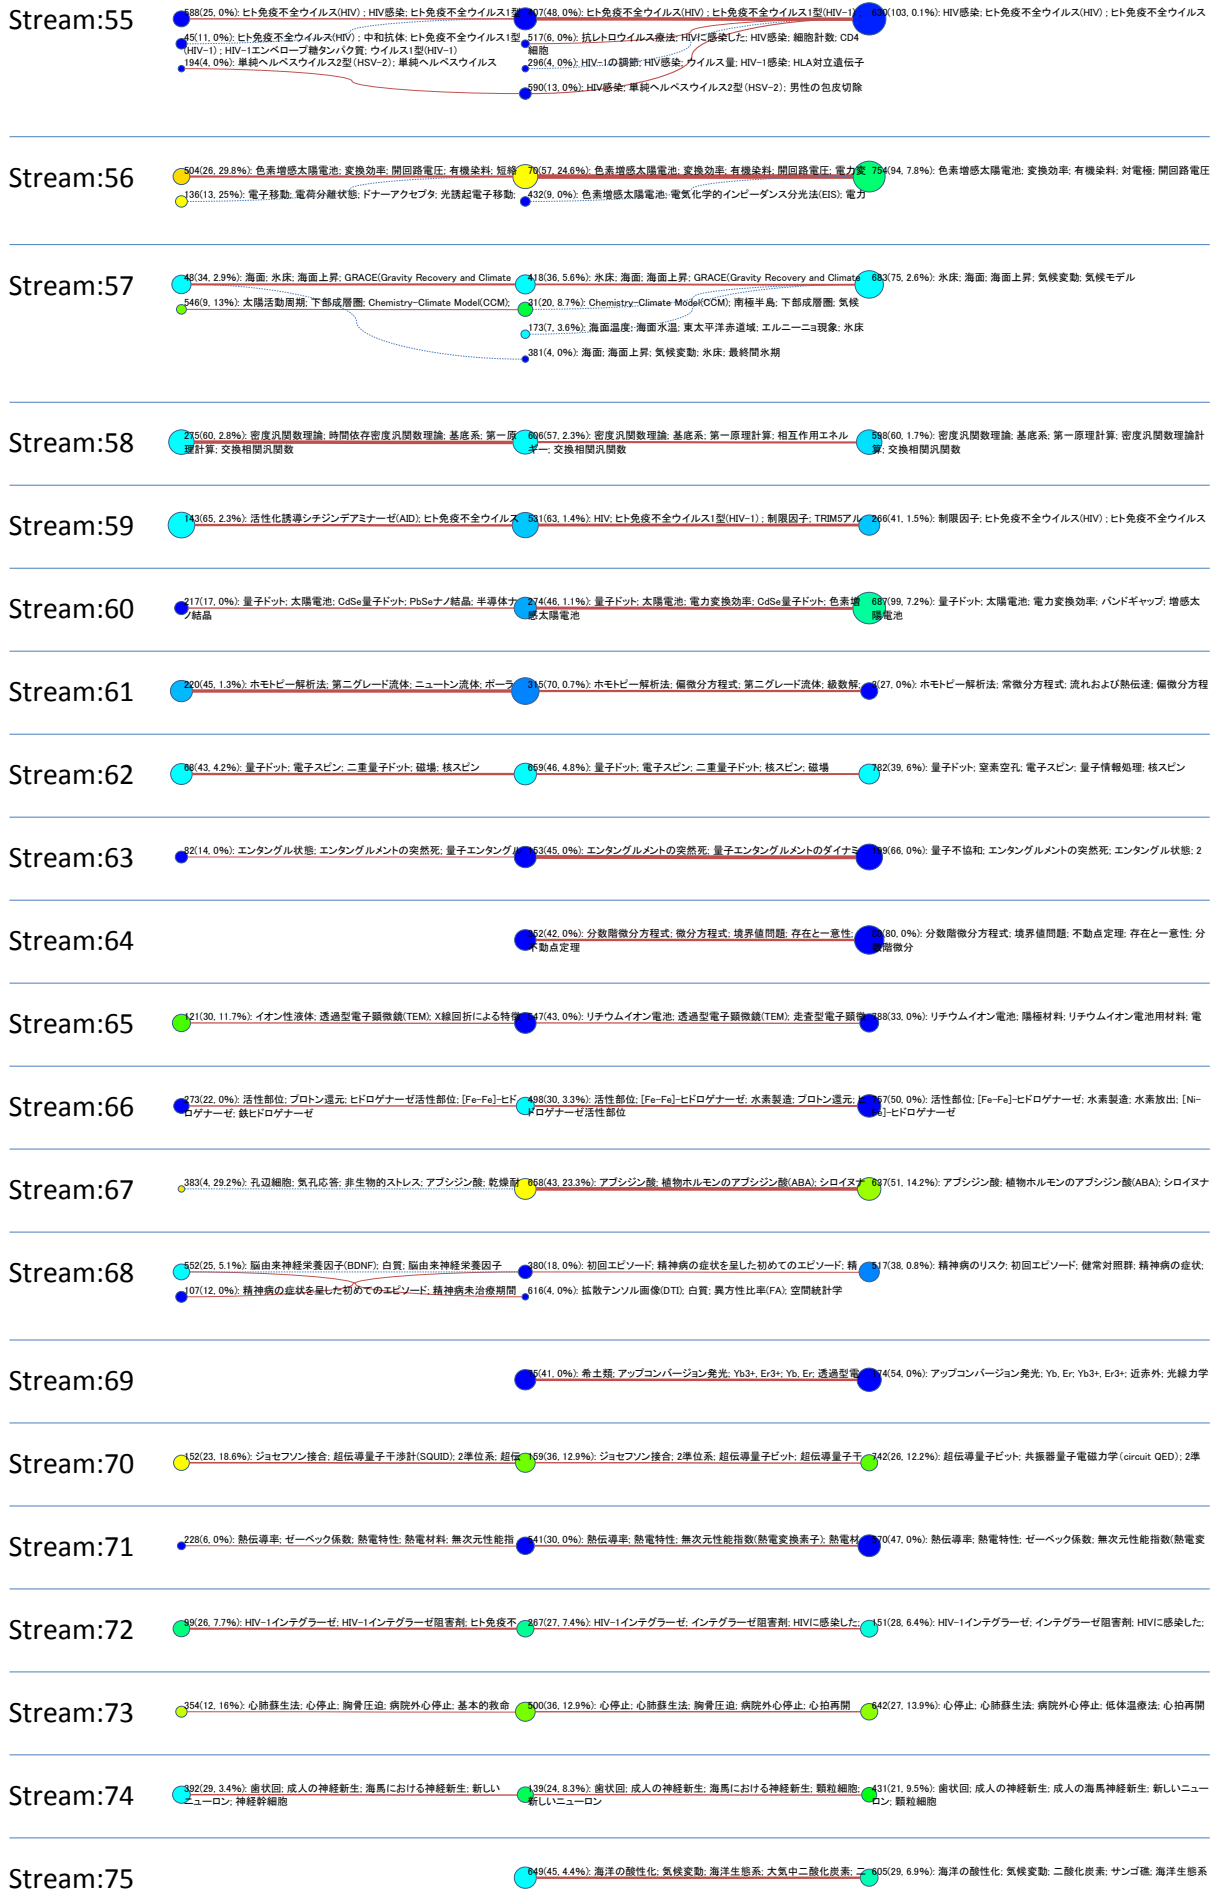 Stream:55
588(25, 0%): ヒト免疫不全ウイルス(HIV) ; HIV感染; ヒト免疫不全ウイルス1型
407(48, 0%): ヒト免疫不全ウイルス(HIV) ; ヒト免疫不全ウイルス1型(HIV-1) ;
630(103, 0.1%): HIV感染; ヒト免疫不全ウイルス(HIV) ; ヒト免疫不全ウイルス
45(11, 0%): ヒト免疫不全ウイルス(HIV) ; 中和抗体; ヒト免疫不全ウイルス1型
(HIV-1) ; HIV-1エンベロープ糖タンパク質; ウイルス1型(HIV-1)
517(6, 0%): 抗レトロウイルス療法; HIVに感染した; HIV感染; 細胞計数; CD4
細胞
194(4, 0%): 単純ヘルペスウイルス2型(HSV-2); 単純ヘルペスウイルス
296(4, 0%): HIV-1の調節; HIV感染; ウイルス量; HIV-1感染; HLA対立遺伝子
590(13, 0%): HIV感染; 単純ヘルペスウイルス2型(HSV-2); 男性の包皮切除
Stream:56
504(26, 29.8%): 色素増感太陽電池; 変換効率; 開回路電圧; 有機染料; 短絡
70(57, 24.6%): 色素増感太陽電池; 変換効率; 有機染料; 開回路電圧; 電力変
754(94, 7.8%): 色素増感太陽電池; 変換効率; 有機染料; 対電極; 開回路電圧
136(13, 25%): 電子移動; 電荷分離状態; ドナーアクセプタ; 光誘起電子移動;
432(9, 0%): 色素増感太陽電池; 電気化学的インピーダンス分光法(EIS); 電力
Stream:57
48(34, 2.9%): 海面; 氷床; 海面上昇; GRACE(Gravity Recovery and Climate
418(36, 5.6%): 氷床; 海面; 海面上昇; GRACE(Gravity Recovery and Climate
683(75, 2.6%): 氷床; 海面; 海面上昇; 気候変動; 気候モデル
546(9, 13%): 太陽活動周期; 下部成層圏; Chemistry-Climate Model(CCM);
31(20, 8.7%): Chemistry-Climate Model(CCM); 南極半島; 下部成層圏; 気候
173(7, 3.6%): 海面温度; 海面水温; 東太平洋赤道域; エルニーニョ現象; 氷床
381(4, 0%): 海面; 海面上昇; 気候変動; 氷床; 最終間氷期
Stream:58
275(60, 2.8%): 密度汎関数理論; 時間依存密度汎関数理論; 基底系; 第一原
理計算; 交換相関汎関数
606(57, 2.3%): 密度汎関数理論; 基底系; 第一原理計算; 相互作用エネル
ギー; 交換相関汎関数
598(60, 1.7%): 密度汎関数理論; 基底系; 第一原理計算; 密度汎関数理論計
算; 交換相関汎関数
Stream:59
143(65, 2.3%): 活性化誘導シチジンデアミナーゼ(AID); ヒト免疫不全ウイルス
531(63, 1.4%): HIV; ヒト免疫不全ウイルス1型(HIV-1) ; 制限因子; TRIM5アル
266(41, 1.5%): 制限因子; ヒト免疫不全ウイルス(HIV) ; ヒト免疫不全ウイルス
Stream:60
217(17, 0%): 量子ドット; 太陽電池; CdSe量子ドット; PbSeナノ結晶; 半導体ナ
ノ結晶
274(46, 1.1%): 量子ドット; 太陽電池; 電力変換効率; CdSe量子ドット; 色素増
感太陽電池
687(99, 7.2%): 量子ドット; 太陽電池; 電力変換効率; バンドギャップ; 増感太
陽電池
Stream:61
220(45, 1.3%): ホモトピー解析法; 第二グレード流体; ニュートン流体; ポーラ
315(70, 0.7%): ホモトピー解析法; 偏微分方程式; 第二グレード流体; 級数解;
(27, 0%): ホモトピー解析法; 常微分方程式; 流れおよび熱伝達; 偏微分方程
Stream:62
68(43, 4.2%): 量子ドット; 電子スピン; 二重量子ドット; 磁場; 核スピン
659(46, 4.8%): 量子ドット; 電子スピン; 二重量子ドット; 核スピン; 磁場
782(39, 6%): 量子ドット; 窒素空孔; 電子スピン; 量子情報処理; 核スピン
Stream:63
82(14, 0%): エンタングル状態; エンタングルメントの突然死; 量子エンタングル
153(45, 0%): エンタングルメントの突然死; 量子エンタングルメントのダイナミ
(66, 0%): 量子不協和; エンタングルメントの突然死; エンタングル状態; 2
Stream:64
352(42, 0%): 分数階微分方程式; 微分方程式; 境界値問題; 存在と一意性;
不動点定理
(80, 0%): 分数階微分方程式; 境界値問題; 不動点定理; 存在と一意性; 分
数階微分
Stream:65
121(30, 11.7%): イオン性液体; 透過型電子顕微鏡(TEM); X線回折による特徴
547(43, 0%): リチウムイオン電池; 透過型電子顕微鏡(TEM); 走査型電子顕微
788(33, 0%): リチウムイオン電池; 陽極材料; リチウムイオン電池用材料; 電
Stream:66
273(22, 0%): 活性部位; プロトン還元; ヒドロゲナーゼ活性部位; [Fe-Fe]-ヒド
ロゲナーゼ; 鉄ヒドロゲナーゼ
498(30, 3.3%): 活性部位; [Fe-Fe]-ヒドロゲナーゼ; 水素製造; プロトン還元; ヒ
ドロゲナーゼ活性部位
757(50, 0%): 活性部位; [Fe-Fe]-ヒドロゲナーゼ; 水素製造; 水素放出; [Ni-
Fe]-ヒドロゲナーゼ
Stream:67
383(4, 29.2%): 孔辺細胞; 気孔応答; 非生物的ストレス; アブシジン酸; 乾燥耐
658(43, 23.3%): アブシジン酸; 植物ホルモンのアブシジン酸(ABA); シロイヌナ
637(51, 14.2%): アブシジン酸; 植物ホルモンのアブシジン酸(ABA); シロイヌナ
Stream:68
552(25, 5.1%): 脳由来神経栄養因子(BDNF); 白質; 脳由来神経栄養因子
380(18, 0%): 初回エピソード; 精神病の症状を呈した初めてのエピソード; 精
517(38, 0.8%): 精神病のリスク; 初回エピソード; 健常対照群; 精神病の症状;
107(12, 0%): 精神病の症状を呈した初めてのエピソード; 精神病未治療期間
616(4, 0%): 拡散テンソル画像(DTI); 白質; 異方性比率(FA); 空間統計学
Stream:69
75(41, 0%): 希土類; アップコンバージョン発光; Yb3+, Er3+; Yb, Er; 透過型電
174(54, 0%): アップコンバージョン発光; Yb, Er; Yb3+, Er3+; 近赤外; 光線力学
Stream:70
152(23, 18.6%): ジョセフソン接合; 超伝導量子干渉計(SQUID); 2準位系; 超伝
159(36, 12.9%): ジョセフソン接合; 2準位系; 超伝導量子ビット; 超伝導量子干
742(26, 12.2%): 超伝導量子ビット; 共振器量子電磁力学(circuit QED); 2準
Stream:71
228(6, 0%): 熱伝導率; ゼーベック係数; 熱電特性; 熱電材料; 無次元性能指
541(30, 0%): 熱伝導率; 熱電特性; 無次元性能指数(熱電変換素子); 熱電材
570(47, 0%): 熱伝導率; 熱電特性; ゼーベック係数; 無次元性能指数(熱電変
Stream:72
99(26, 7.7%): HIV-1インテグラーゼ; HIV-1インテグラーゼ阻害剤; ヒト免疫不
267(27, 7.4%): HIV-1インテグラーゼ; インテグラーゼ阻害剤; HIVに感染した;
151(28, 6.4%): HIV-1インテグラーゼ; インテグラーゼ阻害剤; HIVに感染した;
Stream:73
354(12, 16%): 心肺蘇生法; 心停止; 胸骨圧迫; 病院外心停止; 基本的救命
500(36, 12.9%): 心停止; 心肺蘇生法; 胸骨圧迫; 病院外心停止; 心拍再開
642(27, 13.9%): 心停止; 心肺蘇生法; 病院外心停止; 低体温療法; 心拍再開
Stream:74
392(29, 3.4%): 歯状回; 成人の神経新生; 海馬における神経新生; 新しい
ニューロン; 神経幹細胞
139(24, 8.3%): 歯状回; 成人の神経新生; 海馬における神経新生; 顆粒細胞;
新しいニューロン
431(21, 9.5%): 歯状回; 成人の神経新生; 成人の海馬神経新生; 新しいニュー
ロン; 顆粒細胞
Stream:75
649(45, 4.4%): 海洋の酸性化; 気候変動; 海洋生態系; 大気中二酸化炭素; 二
605(29, 6.9%): 海洋の酸性化; 気候変動; 二酸化炭素; サンゴ礁; 海洋生態系